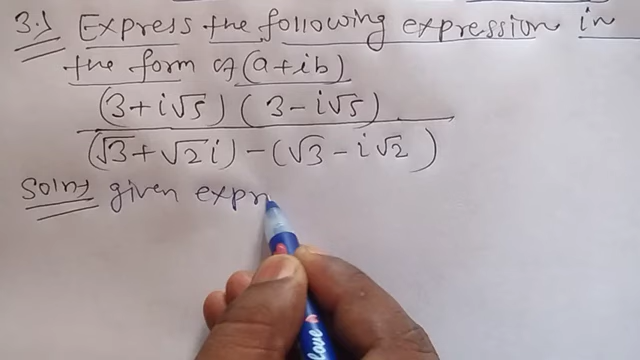 3.) Express the following expression in
the form of (a+ib)
(3+i√5) (3-i√5)
(√3+√2i)-(√3-i√2)
Soln given expr
love